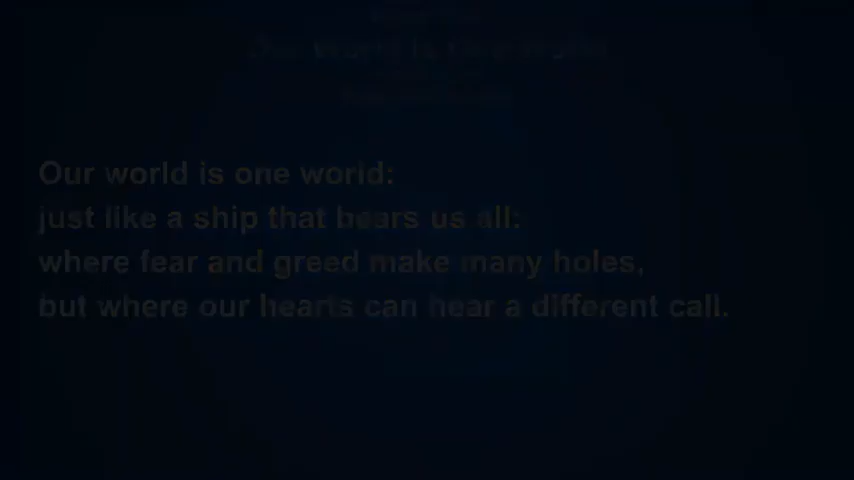 Our world is one world:
just like a ship that bears us all:
where fear and greed make many holes,
but where our hearts can hear a different call.